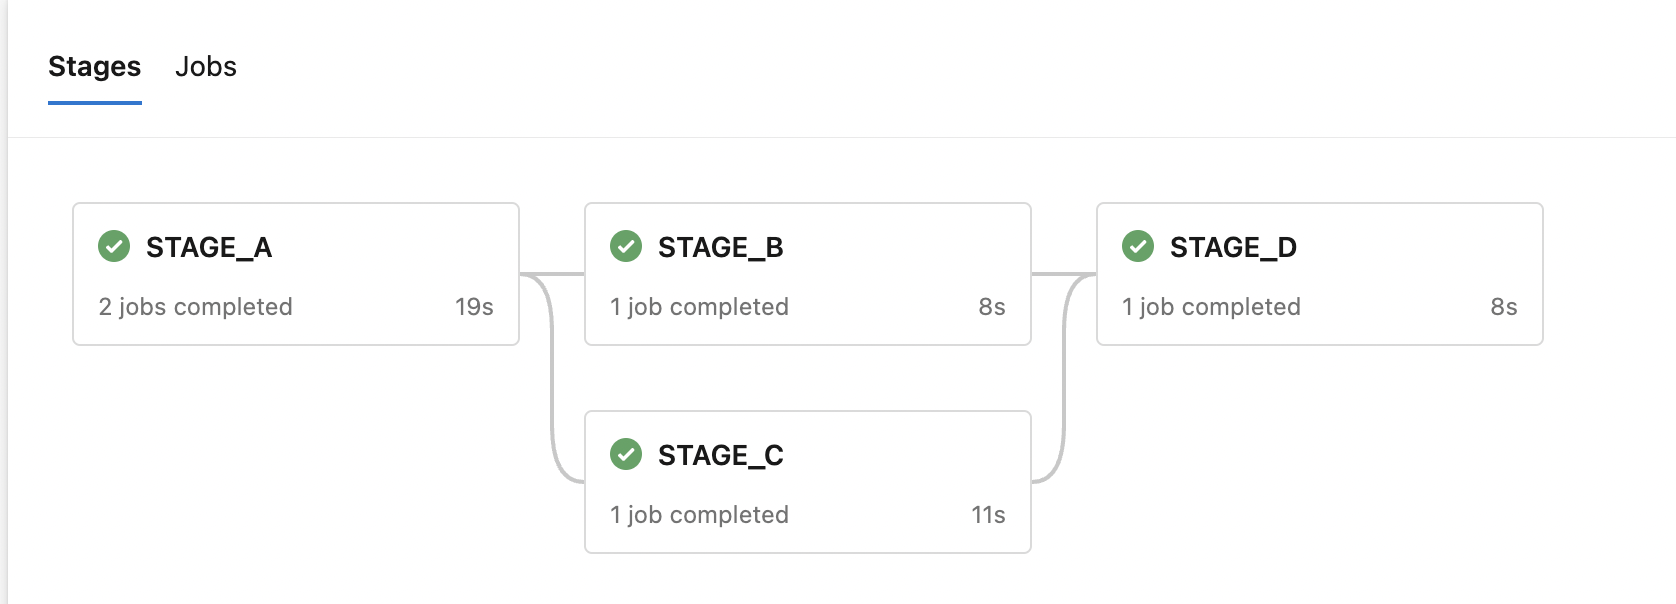 Stages Jobs
STAGE_A
2 jobs completed 19s
STAGE_B
1 job completed 8s
STAGE_D
1 job completed 8s
STAGE_C
1 job completed 11s